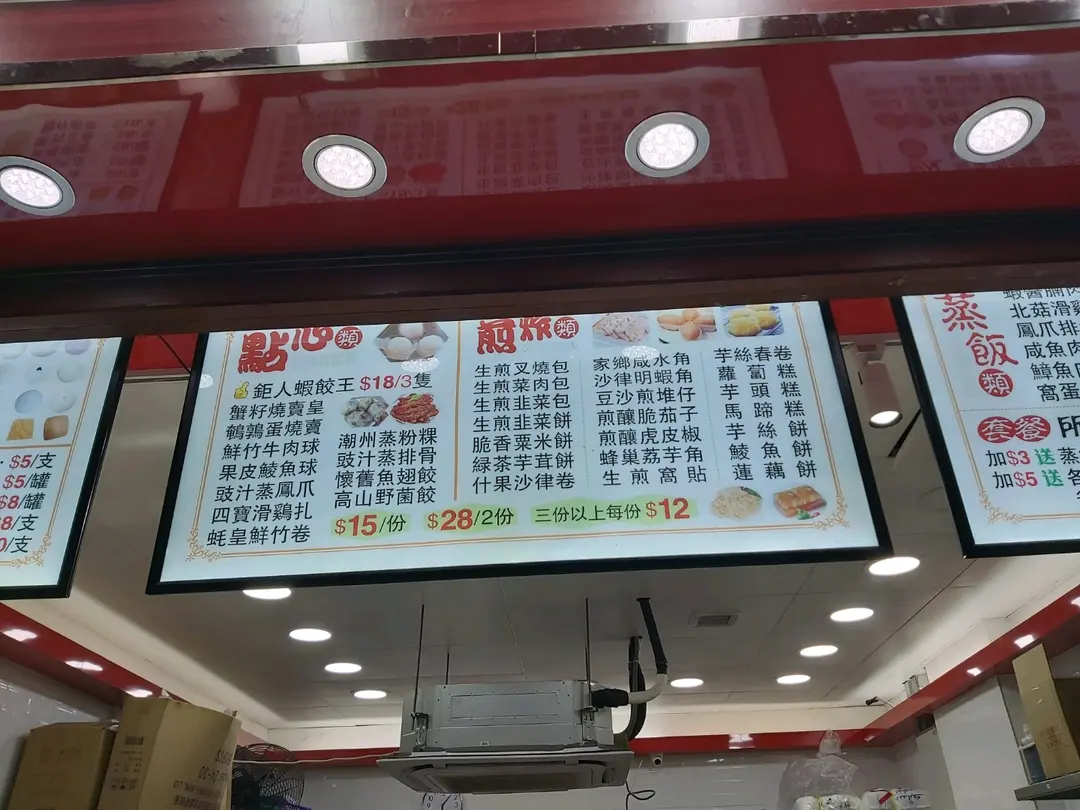 點心類
鉅人蝦餃王 $18/3隻
蟹籽燒賣皇
鵪鶉蛋燒賣
鮮竹牛肉球
果皮鯪魚球
豉汁蒸鳳爪
四寶滑鷄扎
蚝皇鮮竹卷
潮州蒸粉粿
豉汁蒸排骨
懷舊魚翅餃
高山野菌餃
煎炸類
生煎叉燒包
生煎菜肉包
生煎韭菜包
生煎韭菜餅
脆香粟米餅
緑茶芋茸餅
什果沙律卷
家鄉咸水角
沙律明蝦角
豆沙煎堆仔
煎釀脆茄子
煎釀虎皮椒
蜂巢荔芋角
生煎窩貼
芋絲春卷
蘿蔔糕
芋頭糕
馬蹄糕
芋絲餅
鯪魚餅
蓮藕餅
$15/份 $28/2份 三份以上每份 $12
$5/支
$5/罐
$8/罐
/支
/支
蒸飯類
北菇滑
鳳爪排
咸魚肉
窩蛋
套餐 所
加$3 送 蒸
加$5 送 各